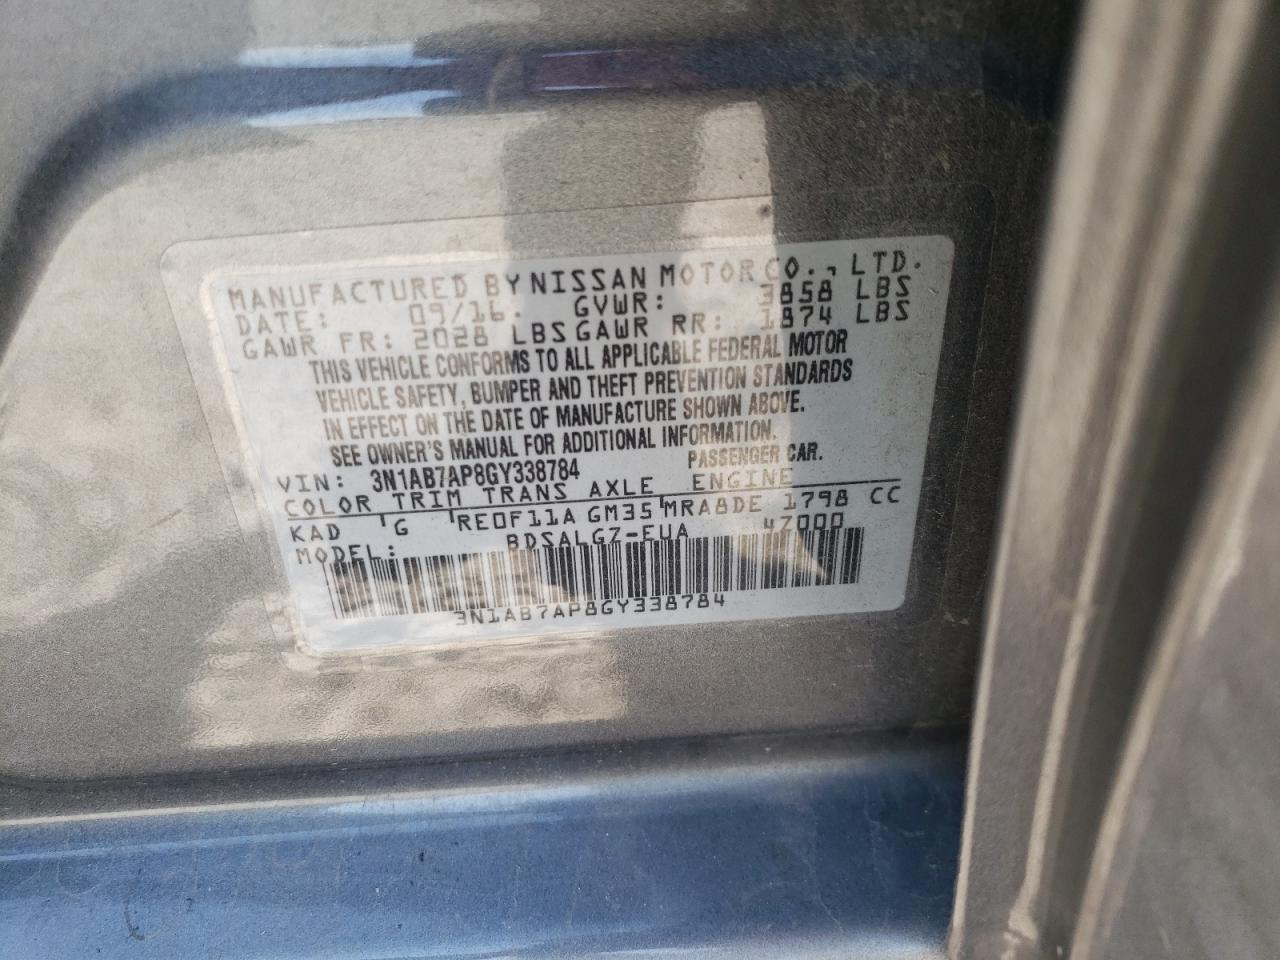 MANUFACTURED BY NISSAN MOTOR CO., LTD.
DATE: 09/16. GVWR: 3858 LBS
GAWR FR: 2028 LBS GAWR RR: 1874 LBS
THIS VEHICLE CONFORMS TO ALL APPLICABLE FEDERAL MOTOR
VEHICLE SAFETY, BUMPER AND THEFT PREVENTION STANDARDS
IN EFFECT ON THE DATE OF MANUFACTURE SHOWN ABOVE.
SEE OWNER'S MANUAL FOR ADDITIONAL INFORMATION.
VIN: 3N1AB7AP8GY338784 PASSENGER CAR.
COLOR TRIM TRANS AXLE ENGINE
KAD G RE0F11A GM35 MRA8DE 1798 CC
MODEL: BDSALGZ-EUA 47000
3N1AB7AP8GY338784